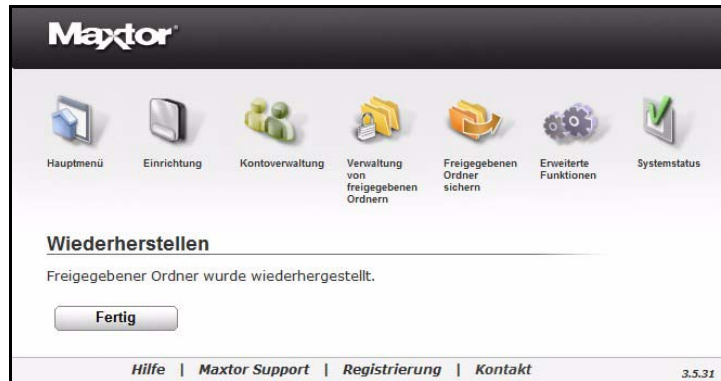 Maxtor
Hauptmenü
Einrichtung
Kontoverwaltung
Verwaltung
von
freigegebenen
Ordnern
Freigegebenen
Ordner
sichern
Erweiterte
Funktionen
Systemstatus
Wiederherstellen
Freigegebener Ordner wurde wiederhergestellt.
Fertig
Hilfe | Maxtor Support | Registrierung | Kontakt
3.5.31